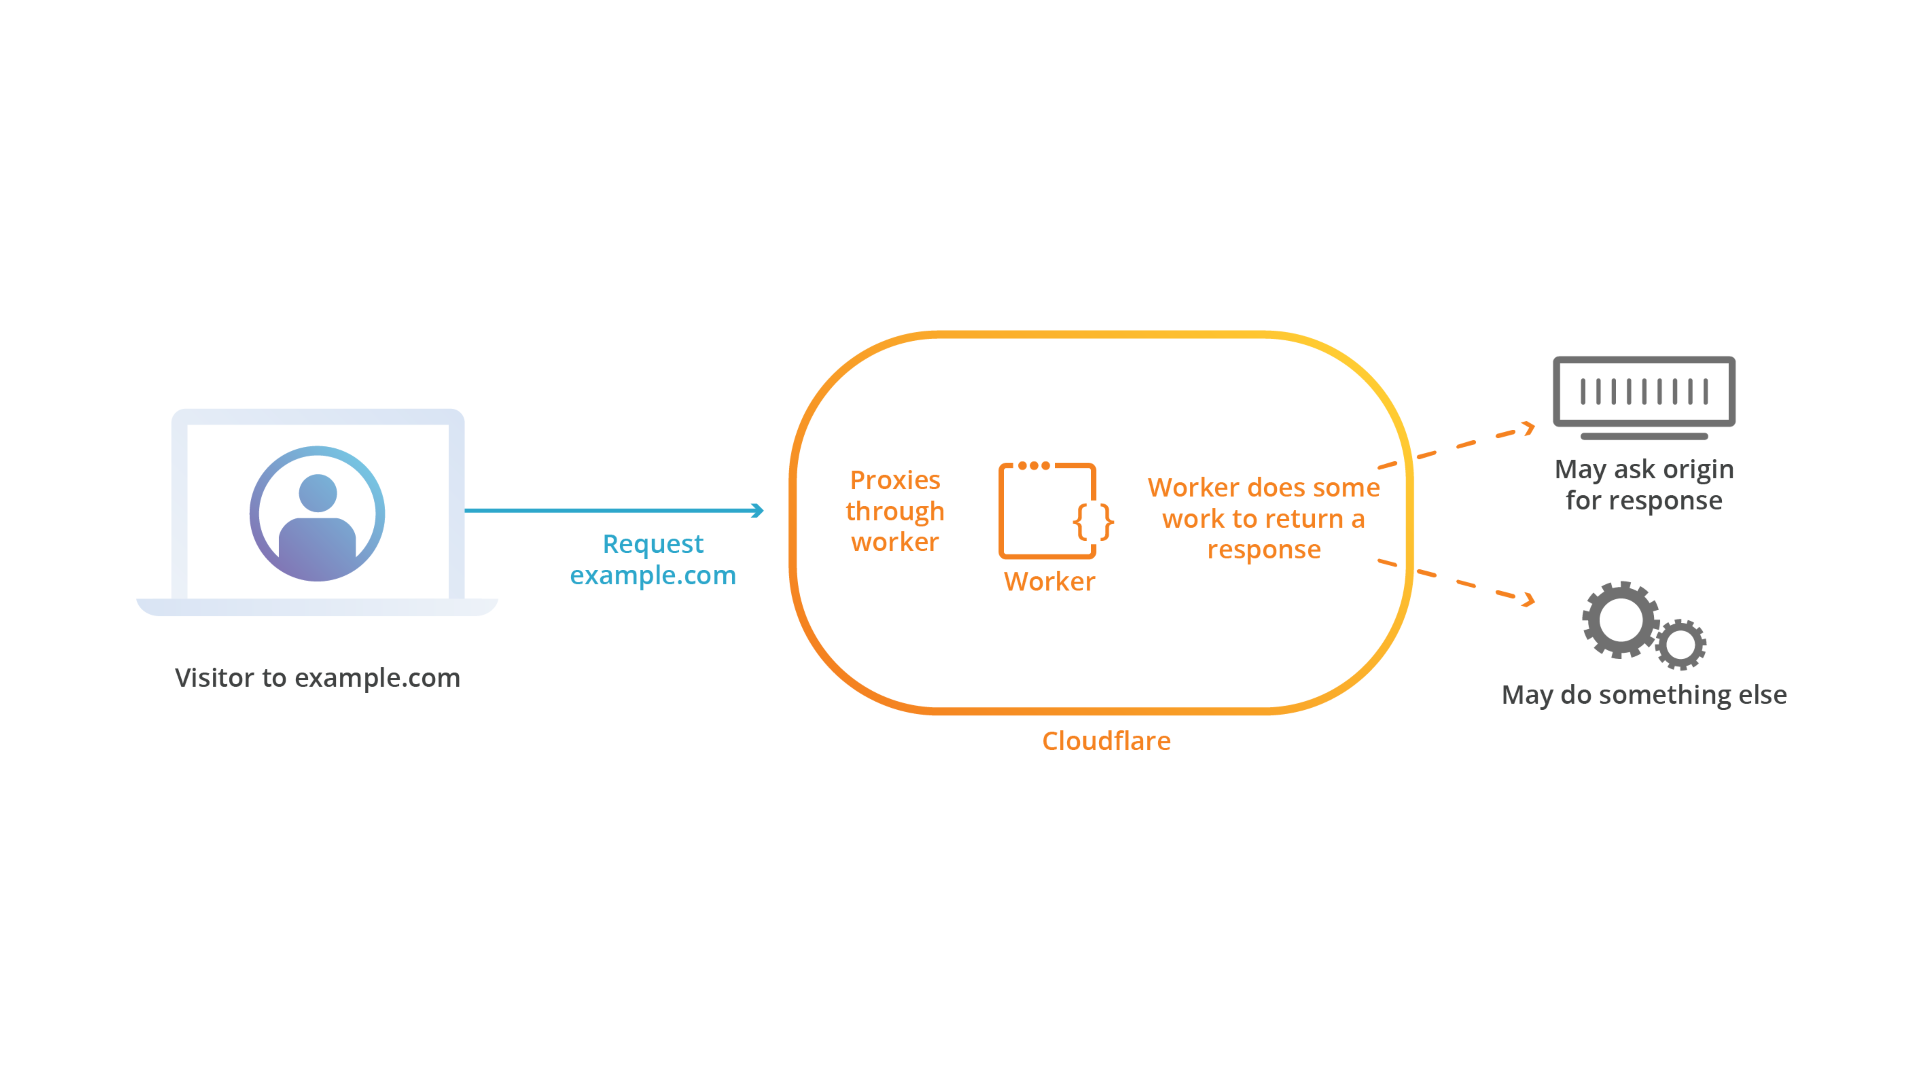 Visitor to example.com
Request
example.com
Proxies
through
worker
{ }
Worker
Worker does some
work to return a
response
Cloudflare
May ask origin
for response
May do something else